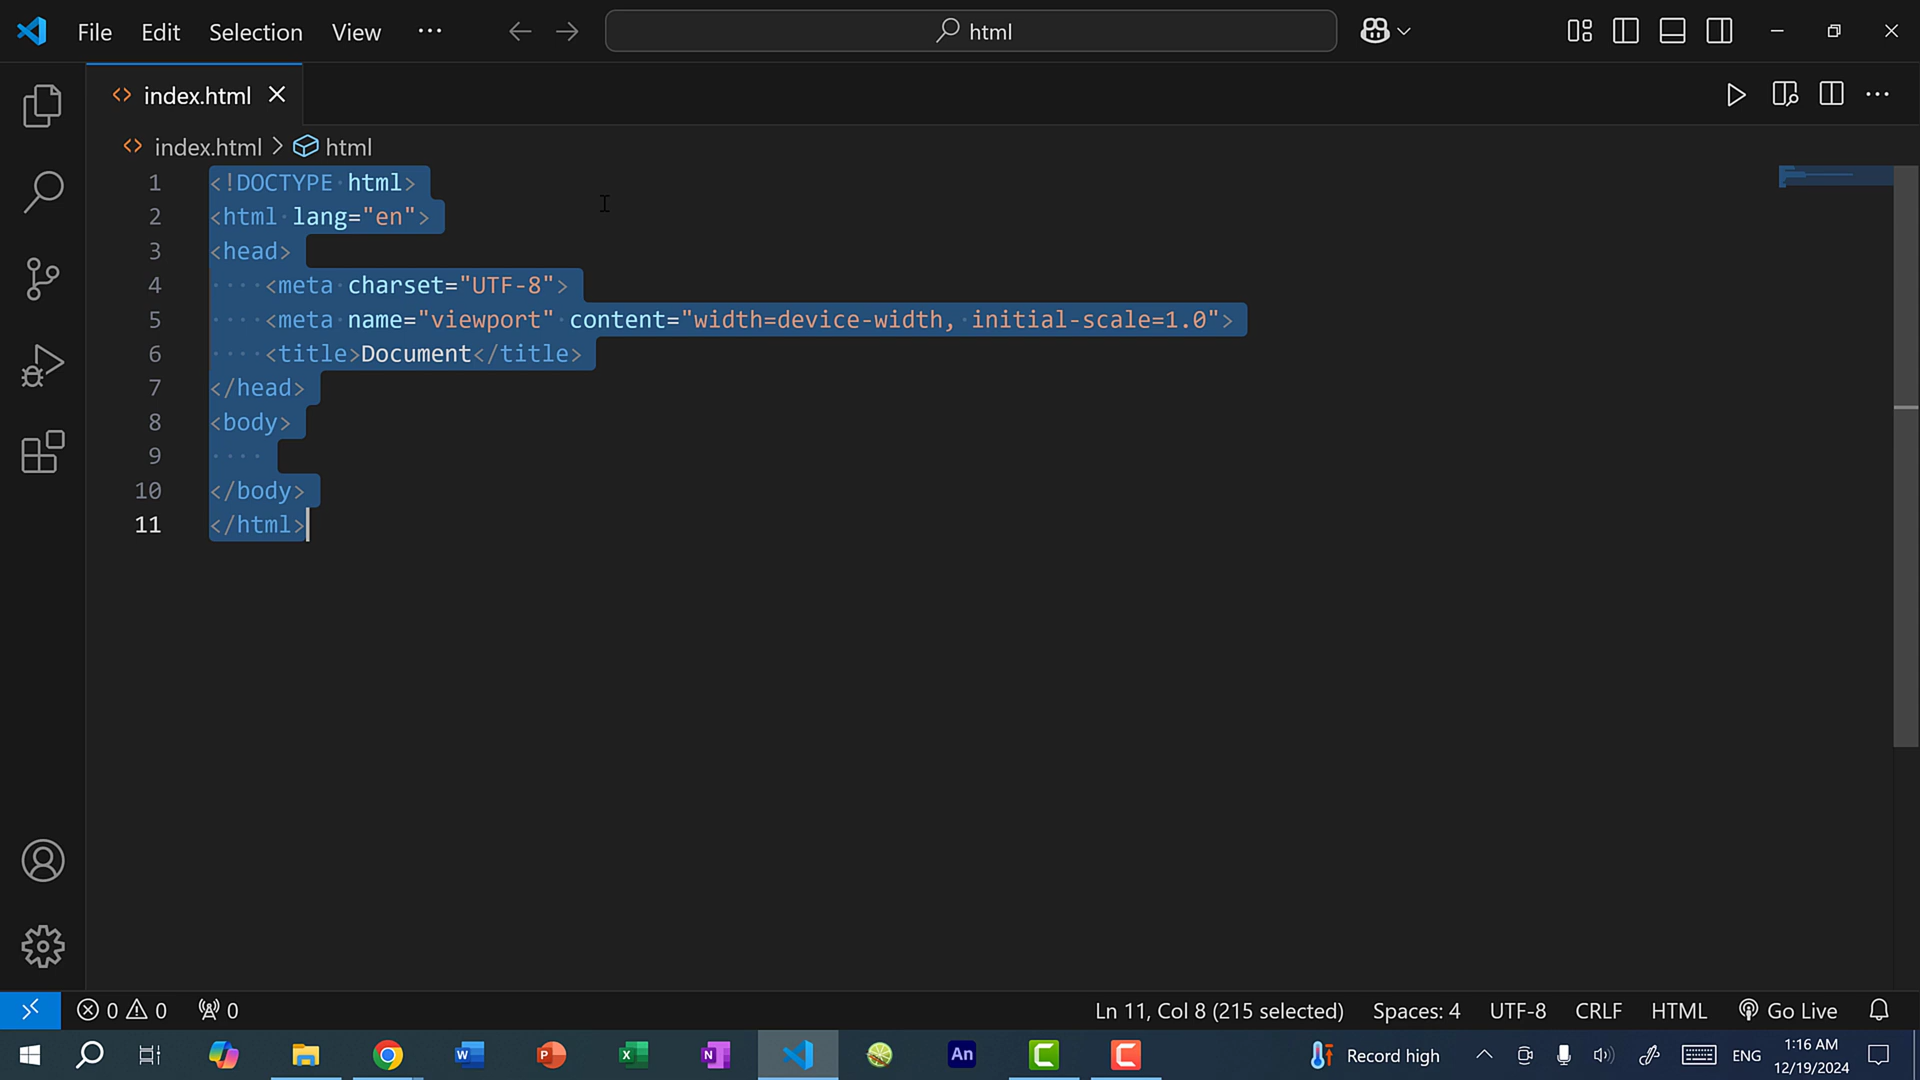 File Edit Selection View ··· html
index.html
index.html > html
1 <!DOCTYPE html>
2 <html lang="en">
3 <head>
4     <meta charset="UTF-8">
5     <meta name="viewport" content="width=device-width, initial-scale=1.0">
6     <title>Document</title>
7 </head>
8 <body>
9
10 </body>
11 </html>
0 0 0 Ln 11, Col 8 (215 selected) Spaces: 4 UTF-8 CRLF HTML Go Live
W P X N An Record high ENG 1:16 AM
12/19/2024